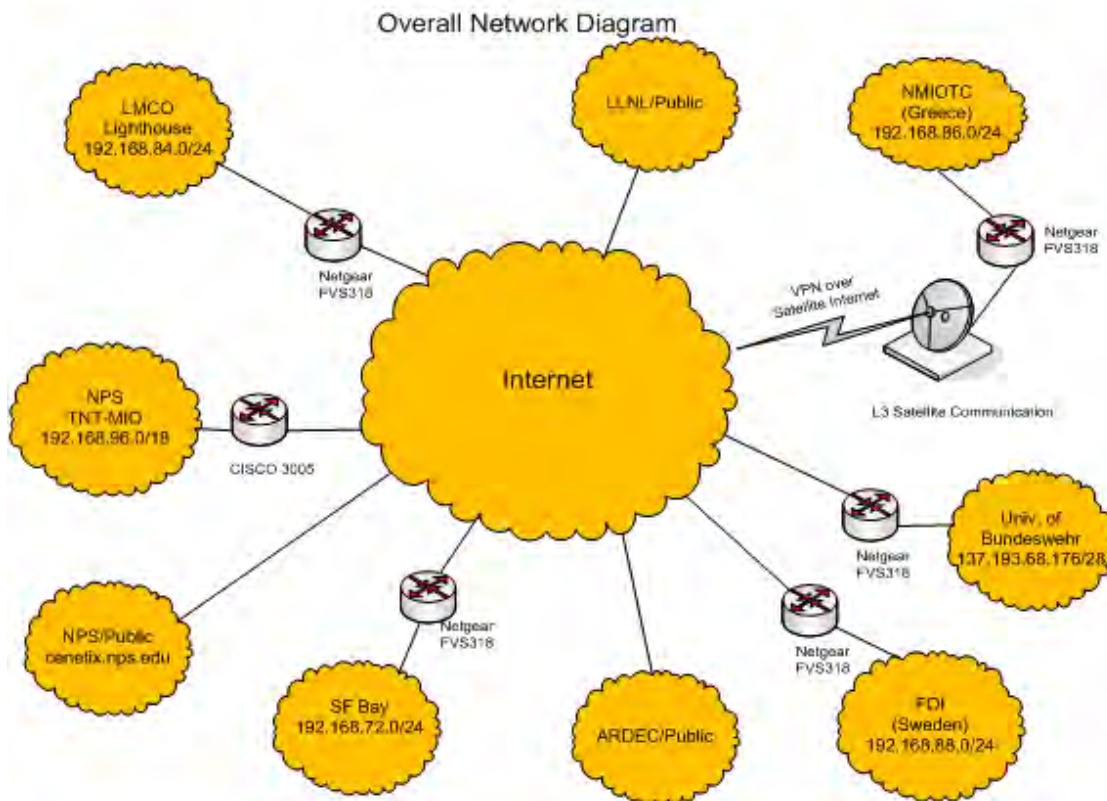 Overall Network Diagram
LMCO
Lighthouse
192.168.84.0/24
LLNL/Public
NMIOTC
(Greece)
192.168.86.0/24
Netgear
FVS318
Netgear
FVS318
VPN over
Satellite Internet
L3 Satellite Communication
Internet
NPS
TNT-MIO
192.168.96.0/18
CISCO 3005
Univ. of
Bundeswehr
137.193.68.176/28
Netgear
FVS318
NPS/Public
cenetix.nps.edu
Netgear
FVS318
SF Bay
192.168.72.0/24
ARDEC/Public
Netgear
FVS318
FDI
(Sweden)
192.168.88.0/24